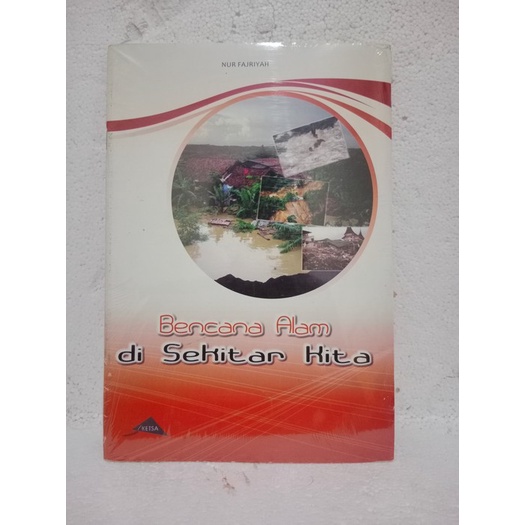 NUR FAJRIYAH
Bencana Alam
di Sekitar Kita